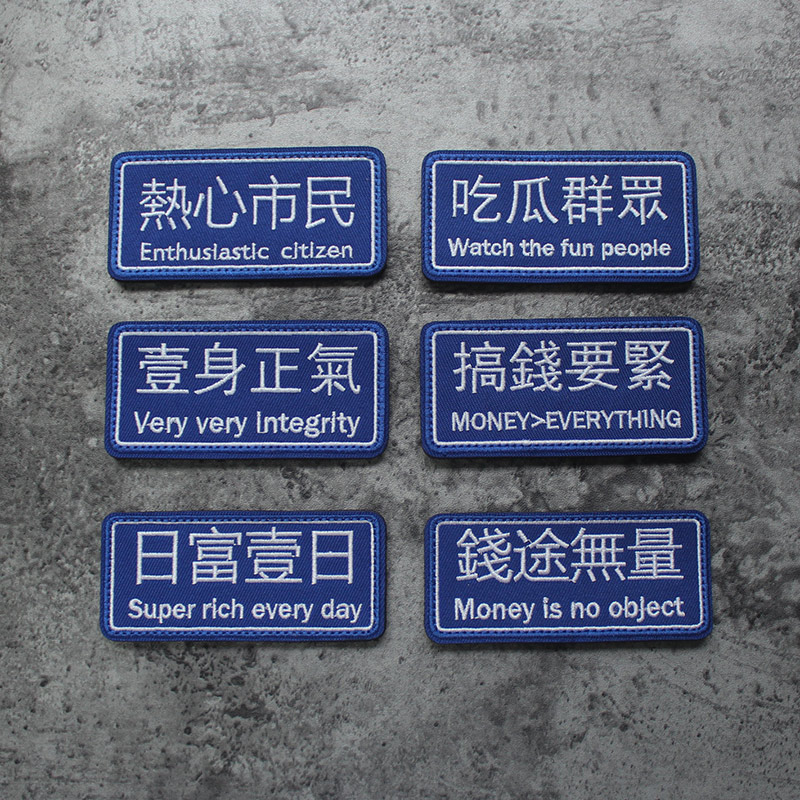 熱心市民
Enthusiastic citizen
吃瓜群眾
Watch the fun people
壹身正氣
Very very integrity
搞錢要緊
MONEY>EVERYTHING
日富壹日
Super rich every day
錢途無量
Money is no object